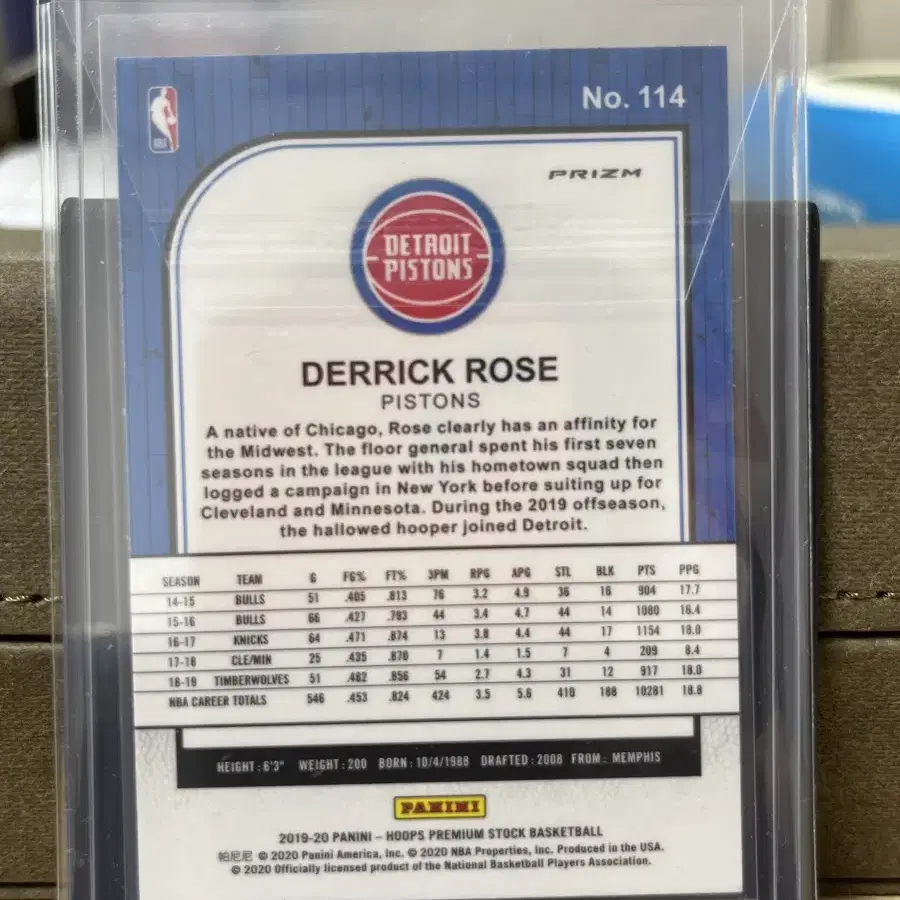 No. 114
NBA
PRIZM
DETROIT
PISTONS
DERRICK ROSE
PISTONS
A native of Chicago, Rose clearly has an affinity for
the Midwest. The floor general spent his first seven
seasons in the league with his hometown squad then
logged a campaign in New York before suiting up for
Cleveland and Minnesota. During the 2019 offseason,
the hallowed hooper joined Detroit.
SEASON TEAM G FG% FT% 3PM RPG APG STL BLK PTS PPG
14-15 BULLS 51 .405 .813 76 3.2 4.9 36 16 904 17.7
15-16 BULLS 66 .427 .793 44 3.4 4.7 44 14 1080 16.4
16-17 KNICKS 64 .471 .874 13 3.8 4.4 44 17 1154 18.0
17-18 CLE/MIN 25 .435 .870 7 1.4 1.5 7 4 209 8.4
18-19 TIMBERWOLVES 51 .482 .856 54 2.7 4.3 31 12 917 18.0
NBA CAREER TOTALS 546 .453 .824 424 3.5 5.8 410 188 10281 18.8
HEIGHT: 6'3" WEIGHT: 200 BORN: 10/4/1988 DRAFTED: 2008 FROM: MEMPHIS
PANINI
2019-20 PANINI – HOOPS PREMIUM STOCK BASKETBALL
帕尼尼 © 2020 Panini America, Inc. © 2020 NBA Properties, Inc. Produced in the USA.
© 2020 Officially licensed product of the National Basketball Players Association.